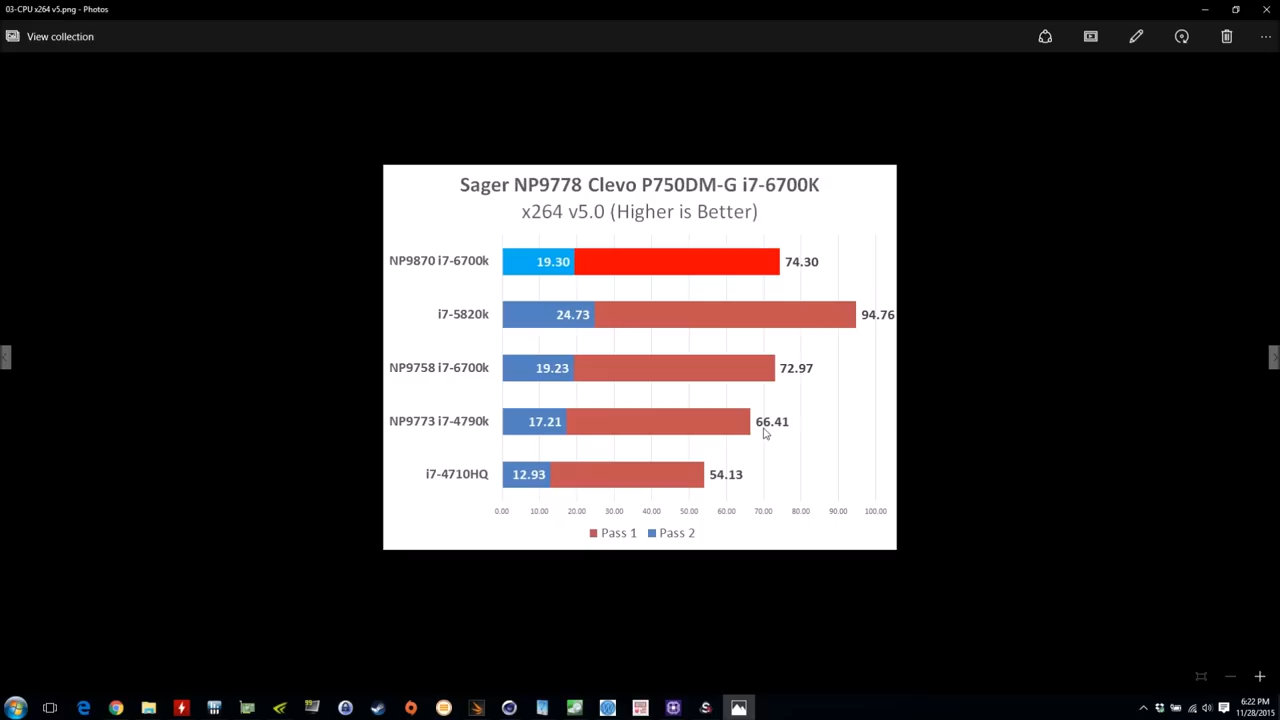 03-CPU x264 v5.png - Photos
View collection
Sager NP9778 Clevo P750DM-G i7-6700K
x264 v5.0 (Higher is Better)
NP9870 i7-6700k 19.30 74.30
i7-5820k 24.73 94.76
NP9758 i7-6700k 19.23 72.97
NP9773 i7-4790k 17.21 66.41
i7-4710HQ 12.93 54.13
0.00 10.00 20.00 30.00 40.00 50.00 60.00 70.00 80.00 90.00 100.00
Pass 1 Pass 2
6:22 PM
11/28/2015